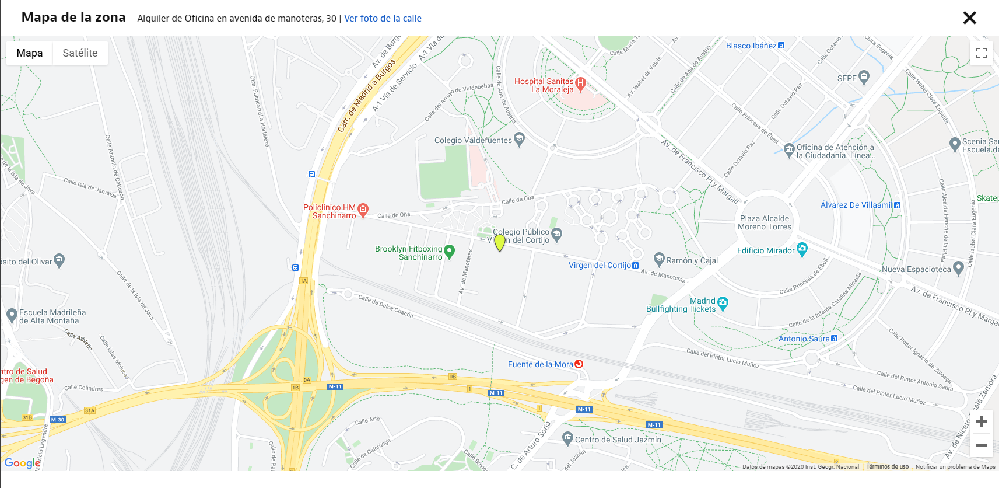 Mapa de la zona Alquiler de Oficina en avenida de manoteras, 30 | Ver foto de la calle
Mapa Satélite
Av. de Burgos
Carr. de Madrid a Burgos
A-1 Vía de Servicio
A-1 Vía de Servicio
Ctra. Fuencarral a Hortaleza
Calle Antonio de Cabezón
Calle del Arroyo de Valdebebas
Calle de Ana de Austria
Hospital Sanitas
La Moraleja
Av. Isabel de Valois
Calle María T
Calle de Ana de Austria
Blasco Ibáñez
Calle Octavio Paz
Clara Eugenia
SEPE
Calle Isabel Clara Eugenia
Calle Octavio Paz
Calle Princesa de Éboli
Calle Octavio Paz
Colegio Valdefuentes
Av. de Francisco Pi y Margall
Oficina de Atención a
la Ciudadanía. Línea...
Scenia Sa
Escuela de
de la Isla de Java
Calle Isla de Jamaica
Policlínico HM
Sanchinarro
Calle de Oña
Calle de Oña
Plaza Alcalde
Moreno Torres
Álvarez De Villaamil
Skatep
Calle Alcalde Henche de la Plata
Calle Isabel Clara Eugenia
Colegio Público
Virgen del Cortijo
Brooklyn Fitboxing
Sanchinarro
Av. de Manoteras
Virgen del Cortijo
Av. de Manoteras
Ramón y Cajal
Edificio Mirador
Nueva Espacioteca
Calle Princesa de Éboli
Calle de la Infanta Catalina Micaela
Av. de Francisco Pi y Margall
ósito del Olivar
Calle de la Isla de Java
1A
Calle de Dulce Chacón
Madrid
Bullfighting Tickets
Escuela Madrileña
de Alta Montaña
Calle Athletic
Calle Islas Molucas
Antonio Saura
Calle Pintor Ignacio de Zuloaga
Calle del Pintor Lucio Muñoz
Calle del Pintor Antonio Saura
Calle del Pintor Lucio Muñoz
Fuente de la Mora
ntro de Salud
gen de Begoña
Calle Colindres
1B
0A
M-11
0B
1
M-11
1
M-11
M-11
31A
31B
M-30
Calle Arte
Calle de Caleruega
C. de Arturo Soria
Centro de Salud Jazmín
del Jazmín
Av. de Niceto Alcalá Zamora
Mauricio Legendre
Calle de Pas
Calle Brivies
2
Google
Datos de mapas ©2020 Inst. Geogr. Nacional Términos de uso Notificar un problema de Maps